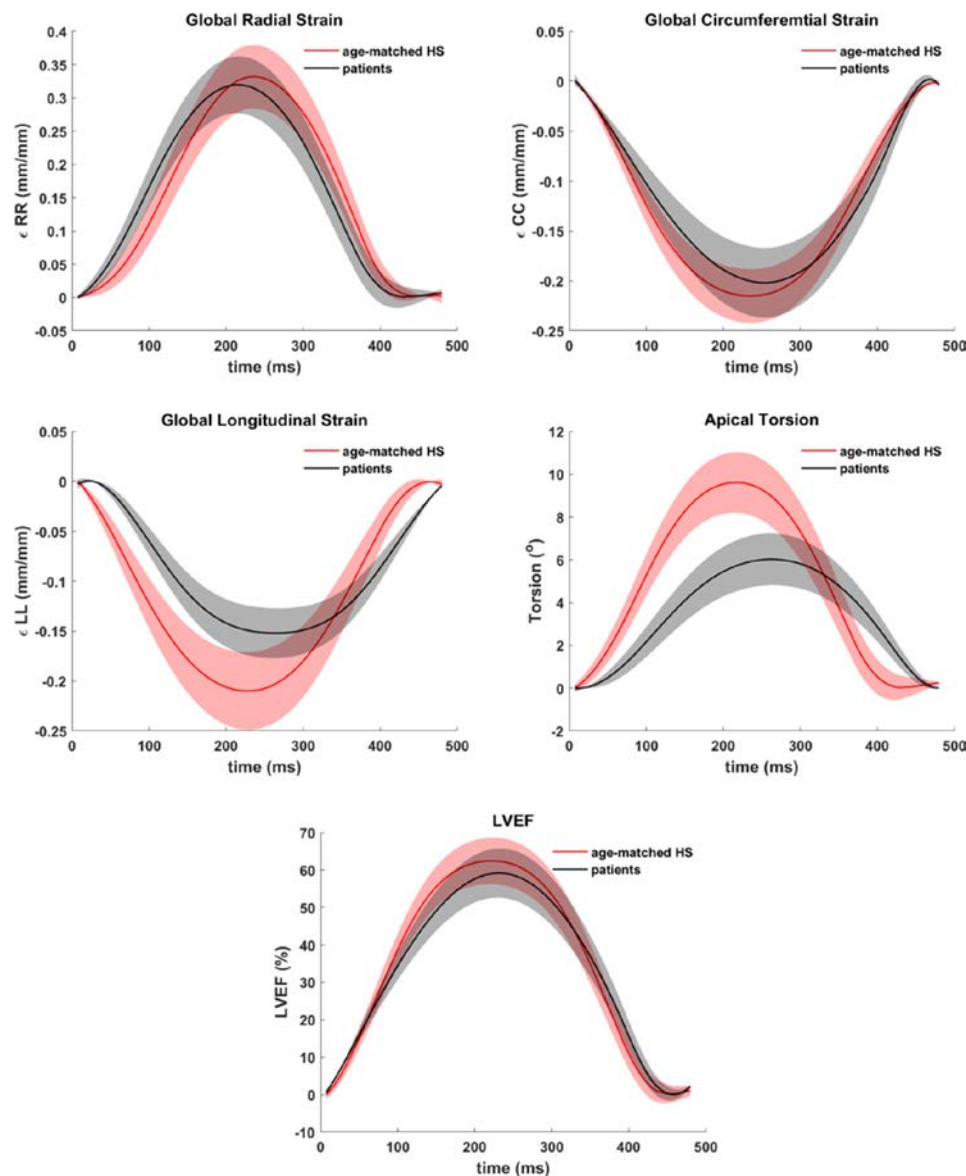 Global Radial Strain
age-matched HS
patients
0.4
0.35
0.3
0.25
0.2
0.15
0.1
0.05
0
-0.05
ϵ RR (mm/mm)
0 100 200 300 400 500
time (ms)
Global Circumferemtial Strain
age-matched HS
patients
0.05
0
-0.05
-0.1
-0.15
-0.2
-0.25
ϵ CC (mm/mm)
0 100 200 300 400 500
time (ms)
Global Longitudinal Strain
age-matched HS
patients
0.05
0
-0.05
-0.1
-0.15
-0.2
-0.25
ϵ LL (mm/mm)
0 100 200 300 400 500
time (ms)
Apical Torsion
age-matched HS
patients
12
10
8
6
4
2
0
-2
Torsion (°)
0 100 200 300 400 500
time (ms)
LVEF
age-matched HS
patients
70
60
50
40
30
20
10
0
-10
LVEF (%)
0 100 200 300 400 500
time (ms)